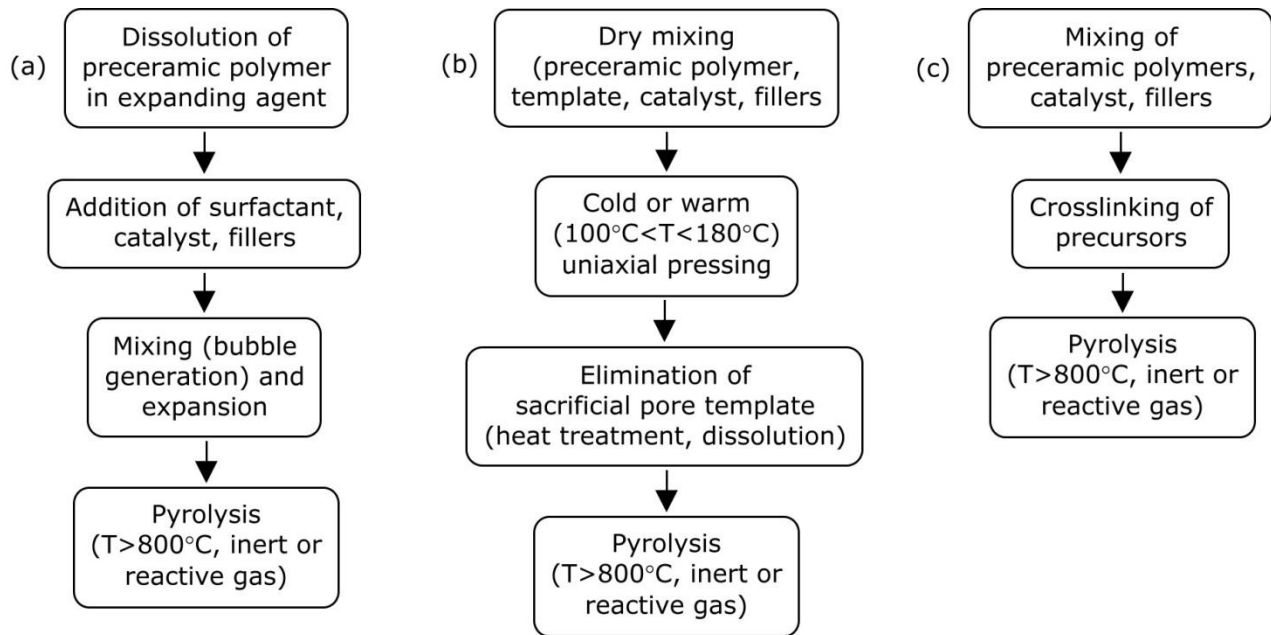 (a)
Dissolution of
preceramic polymer
in expanding agent
Addition of surfactant,
catalyst, fillers
Mixing (bubble
generation) and
expansion
Pyrolysis
(T>800°C, inert or
reactive gas)
(b)
Dry mixing
(preceramic polymer,
template, catalyst, fillers
Cold or warm
(100°C<T<180°C)
uniaxial pressing
Elimination of
sacrificial pore template
(heat treatment, dissolution)
Pyrolysis
(T>800°C, inert or
reactive gas)
(c)
Mixing of
preceramic polymers,
catalyst, fillers
Crosslinking of
precursors
Pyrolysis
(T>800°C, inert or
reactive gas)